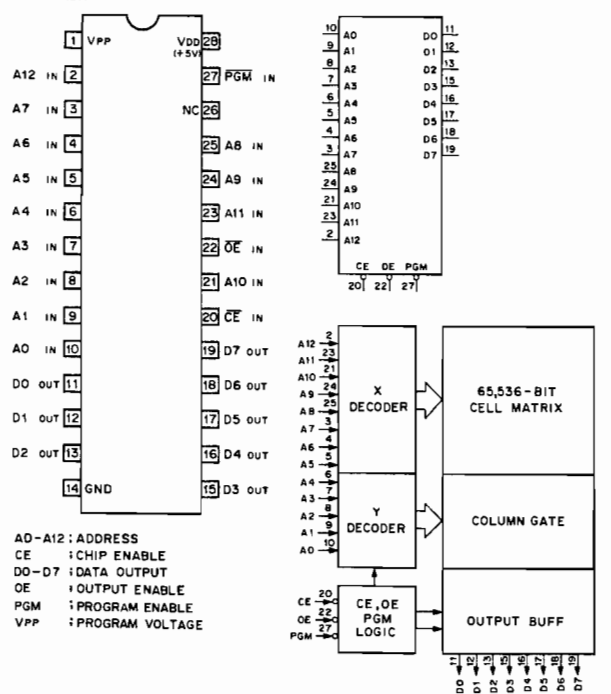 1 VPP VDD 28
(+5V)
A12 IN 2 27 PGM IN
A7 IN 3 NC 26
A6 IN 4 25 A8 IN
A5 IN 5 24 A9 IN
A4 IN 6 23 A11 IN
A3 IN 7 22 OE IN
A2 IN 8 21 A10 IN
A1 IN 9 20 CE IN
A0 IN 10 19 D7 OUT
D0 OUT 11 18 D6 OUT
D1 OUT 12 17 D5 OUT
D2 OUT 13 16 D4 OUT
14 GND 15 D3 OUT
A0-A12 ; ADDRESS
CE ; CHIP ENABLE
D0-D7 ; DATA OUTPUT
OE ; OUTPUT ENABLE
PGM ; PROGRAM ENABLE
VPP ; PROGRAM VOLTAGE
10 A0 D0 11
9 A1 D1 12
8 A2 D2 13
7 A3 D3 15
6 A4 D4 16
5 A5 D5 17
4 A6 D6 18
3 A7 D7 19
25 A8
24 A9
21 A10
23 A11
2 A12
CE OE PGM
20 22 27
A12 2
A11 23
A10 21
A9 24
A8 25
A7 3
A6 4
A5 5
X
DECODER
65,536-BIT
CELL MATRIX
A4 6
A3 7
A2 8
A1 9
A0 10
Y
DECODER
COLUMN GATE
CE 20
OE 22
PGM 27
CE, OE
PGM
LOGIC
OUTPUT BUFF
11 12 13 15 16 17 18 19
D0 D1 D2 D3 D4 D5 D6 D7